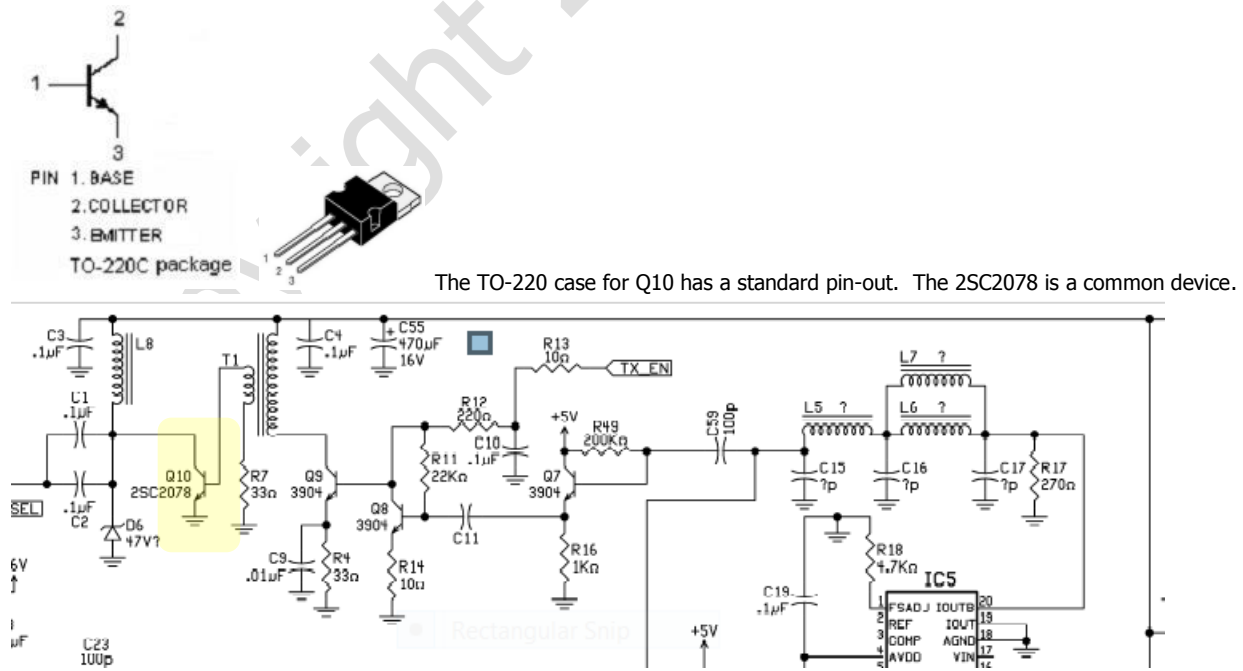 2
1
3
PIN 1. BASE
2. COLLECTOR
3. EMITTER
TO-220C package
1
2
3
The TO-220 case for Q10 has a standard pin-out. The 2SC2078 is a common device.
C3
.1µF
L8
T1
C4
.1µF
+ C55
470µF
16V
R13
10Ω
TX_EN
L7 ?
C1
.1µF
R12
220Ω
+5V
R49
200KΩ
C59
100p
L5 ?
L6 ?
C10
.1µF
R11
22KΩ
Q10
2SC2078
R7
33Ω
Q9
3904
Q7
3904
C15
?p
C16
?p
C17
?p
R17
270Ω
SEL
.1µF
C2
D6
47V?
Q8
3904
C11
C9
.01µF
R4
33Ω
R14
10Ω
R16
1KΩ
R18
4.7KΩ
IC5
C19
.1µF
1 FSADJ IOUTB 20
2 REF IOUT 19
3 COMP AGND 18
4 AVDD VIN 17
5 16
6V
µF
C23
100p
Rectangular Snip
+5V